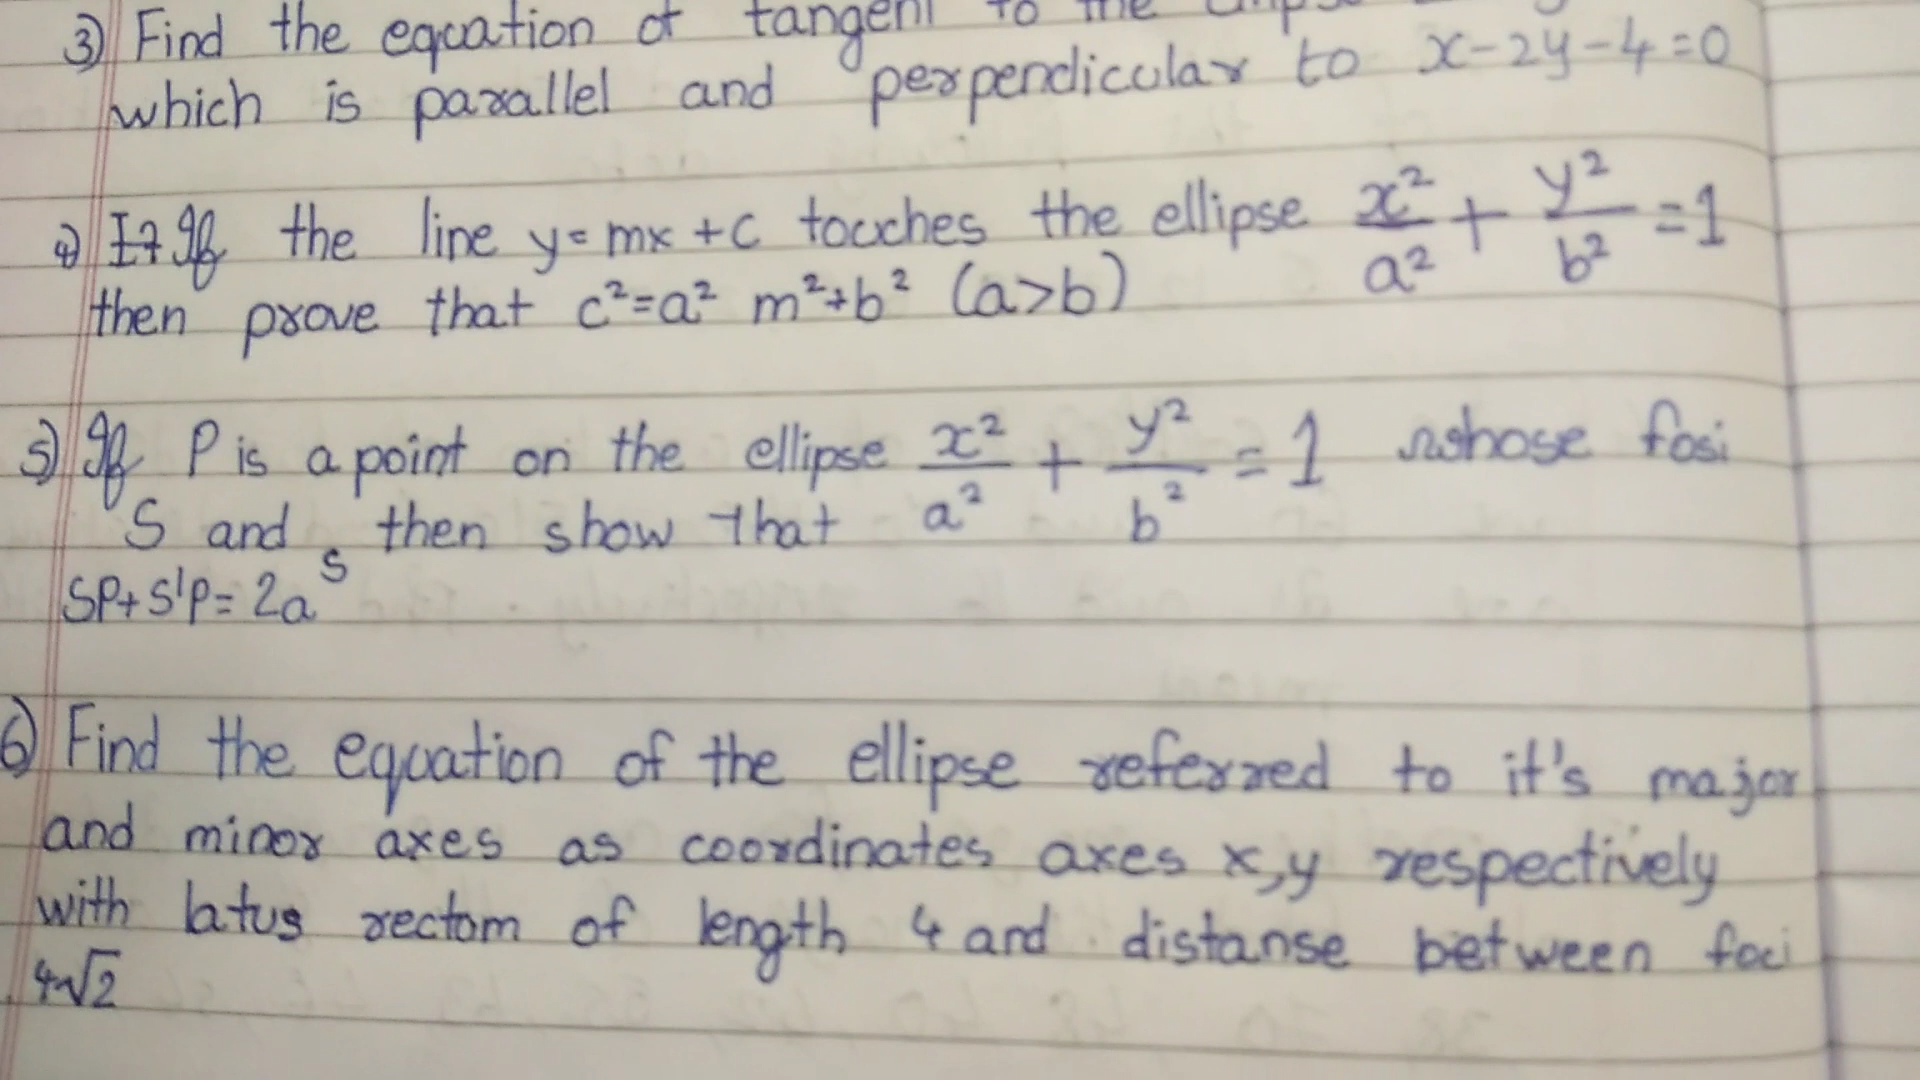 3) Find the equation of tangent to the
which is parallel and perpendicular to x-2y-4=0
4) If the line y=mx+c touches the ellipse x²/a² + y²/b² =1
then prove that c²=a² m²+b² (a>b)
5) If P is a point on the ellipse x²/a² + y²/b² = 1 whose fosi
S and s then show that
SP+S'P=2a
6) Find the equation of the ellipse referred to it's major
and minor axes as coordinates axes x,y respectively
with latus rectom of length 4 and distanse between foci
4√2